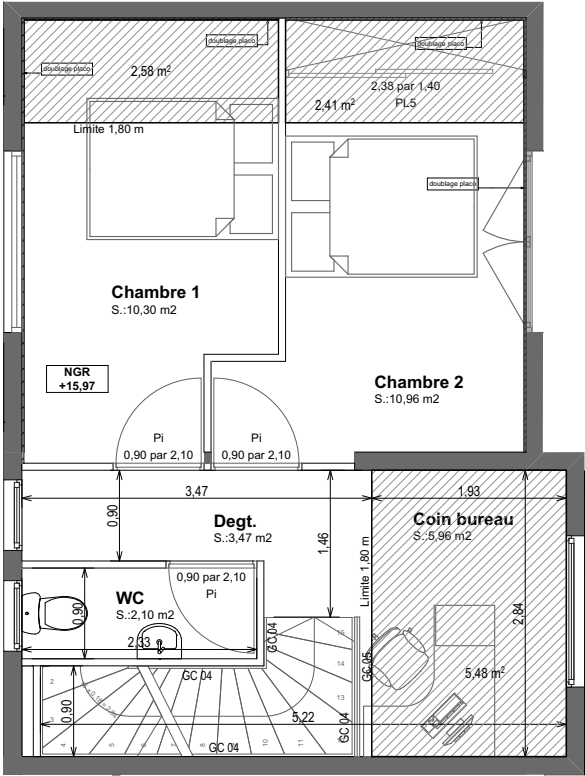 doublage placo
doublage placo
doublage placo
2,58 m²
2,38 par 1,40
2,41 m²
PL5
Limite 1,80 m
doublage placo
Chambre 1
S.:10,30 m2
NGR
+15,97
Chambre 2
S.:10,96 m2
Pi
0,90 par 2,10
Pi
0,90 par 2,10
3,47
1,93
0,90
Degt.
S.:3,47 m2
1,46
Coin bureau
S.:5,96 m2
Limite 1,80 m
0,90 par 2,10
Pi
WC
S.:2,10 m2
0,90
2,33
2,84
GC 04
GC 04
GC 05
5,48 m²
0,90
5,22
GC 04
GC 04
2
3
4
5
7
8
9
10
11
13
14
15